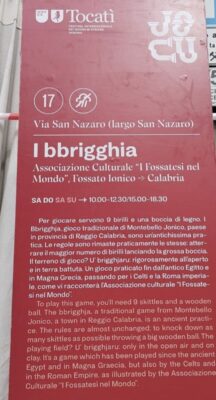 Tocatì
JOCU
17
Via San Nazaro (largo San Nazaro)
I bbrigghia
Associazione Culturale "I Fossatesi nel
Mondo", Fossato Ionico → Calabria
SA DO SA SU → 10.00-12.30/15.00-18.30
Per giocare servono 9 birilli e una boccia di legno. I
Bbrigghia, gioco tradizionale di Montebello Jonico, paese
in provincia di Reggio Calabria, sono un'antichissima pra-
tica. Le regole sono rimaste praticamente le stesse: atter-
rare il maggior numero di birilli lanciando la grossa boccia.
Il terreno di gioco? U' brigghjaru: rigorosamente all'aperto
e in terra battuta. Un gioco praticato fin dall'antico Egitto e
in Magna Grecia, passando per i Celti e la Roma imperia-
le, come vi racconterà l'Associazione culturale "I Fossate-
si nel Mondo"
To play this game, you'll need 9 skittles and a wooden
ball. The bbrigghja, a traditional game from Montebello
Jonico, a town in Reggio Calabria, is an ancient practi-
ce. The rules are almost unchanged: to knock down as
many skittles as possible throwing a big wooden ball. The
playing field? U' brigghjaru, only in the open air and on
clay. It's a game which has been played since the ancient
Egypt and in Magna Graecia, but also by the Celts and
in the Roman Empire, as illustrated by the Associazione
Culturale "I Fossatesi nel Mondo".